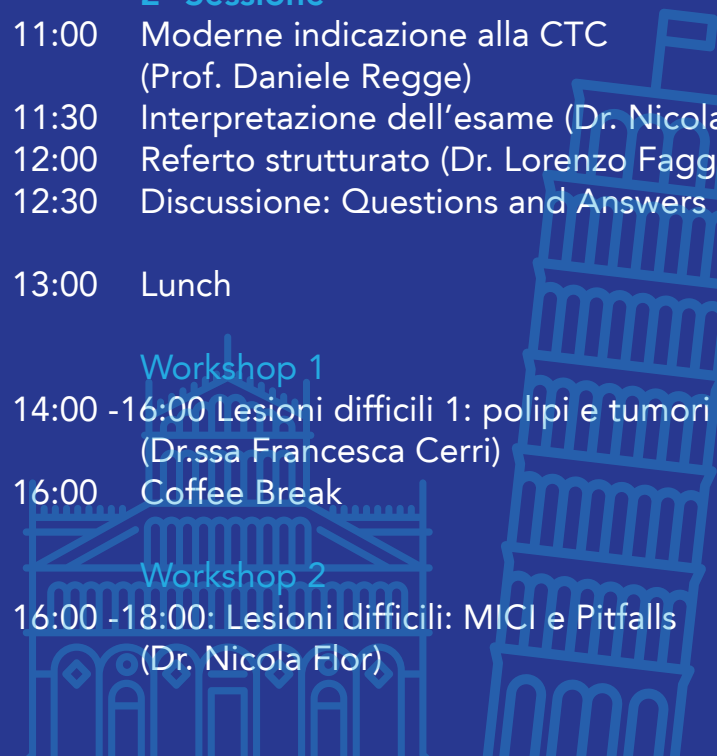 11:00 Moderne indicazione alla CTC
(Prof. Daniele Regge)
11:30 Interpretazione dell’esame (Dr. Nicola
12:00 Referto strutturato (Dr. Lorenzo Fagg
12:30 Discussione: Questions and Answers
13:00 Lunch
Workshop 1
14:00 -16:00 Lesioni difficili 1: polipi e tumori
(Dr.ssa Francesca Cerri)
16:00 Coffee Break
Workshop 2
16:00 -18:00: Lesioni difficili: MICI e Pitfalls
(Dr. Nicola Flor)